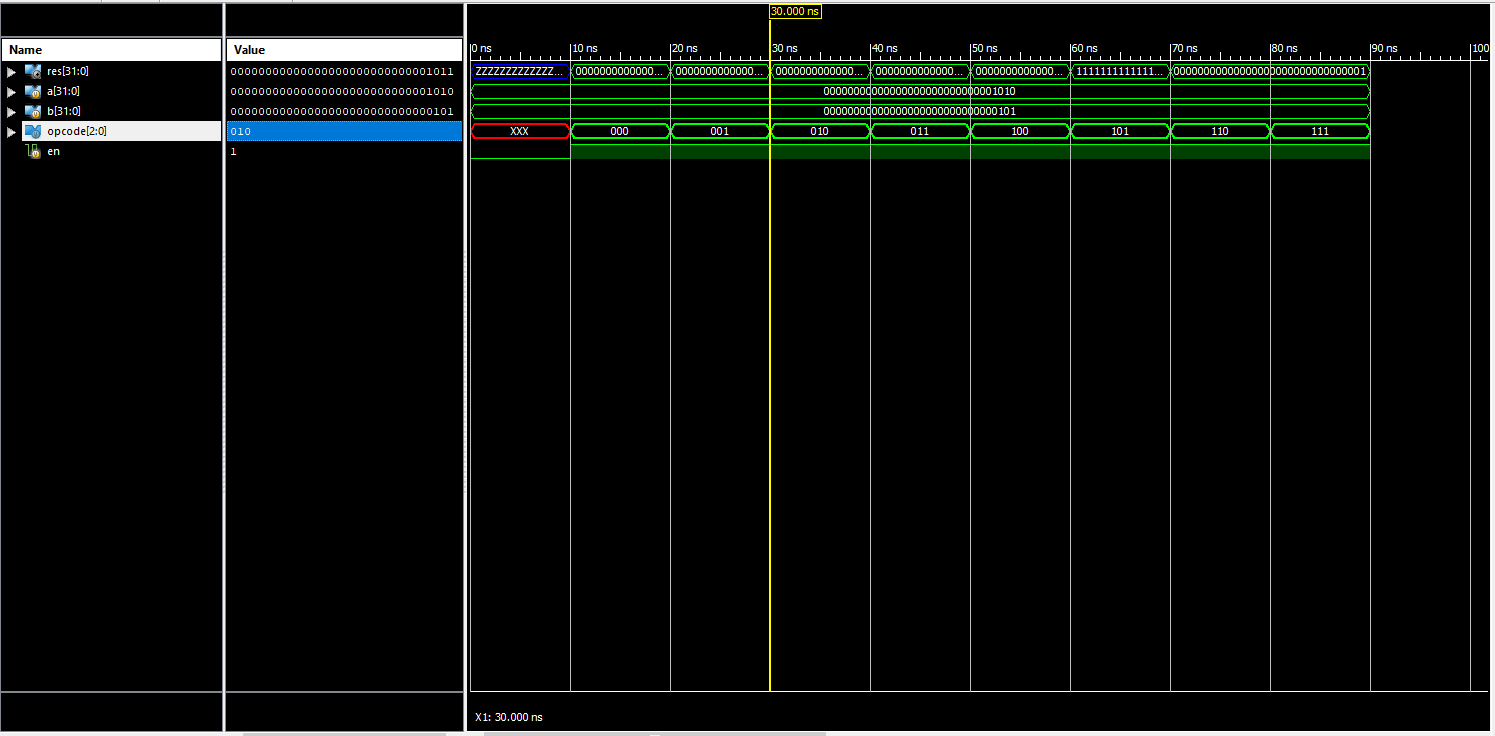 30.000 ns
Name Value
0 ns 10 ns 20 ns 30 ns 40 ns 50 ns 60 ns 70 ns 80 ns 90 ns 100
res[31:0] 00000000000000000000000000001011 ZZZZZZZZZZZZZZ... 0000000000000... 0000000000000... 0000000000000... 0000000000000... 0000000000000... 1111111111111... 00000000000000000000000000000001
a[31:0] 00000000000000000000000000001010 00000000000000000000000000001010
b[31:0] 00000000000000000000000000000101 00000000000000000000000000000101
opcode[2:0] 010 XXX 000 001 010 011 100 101 110 111
en 1
X1: 30.000 ns